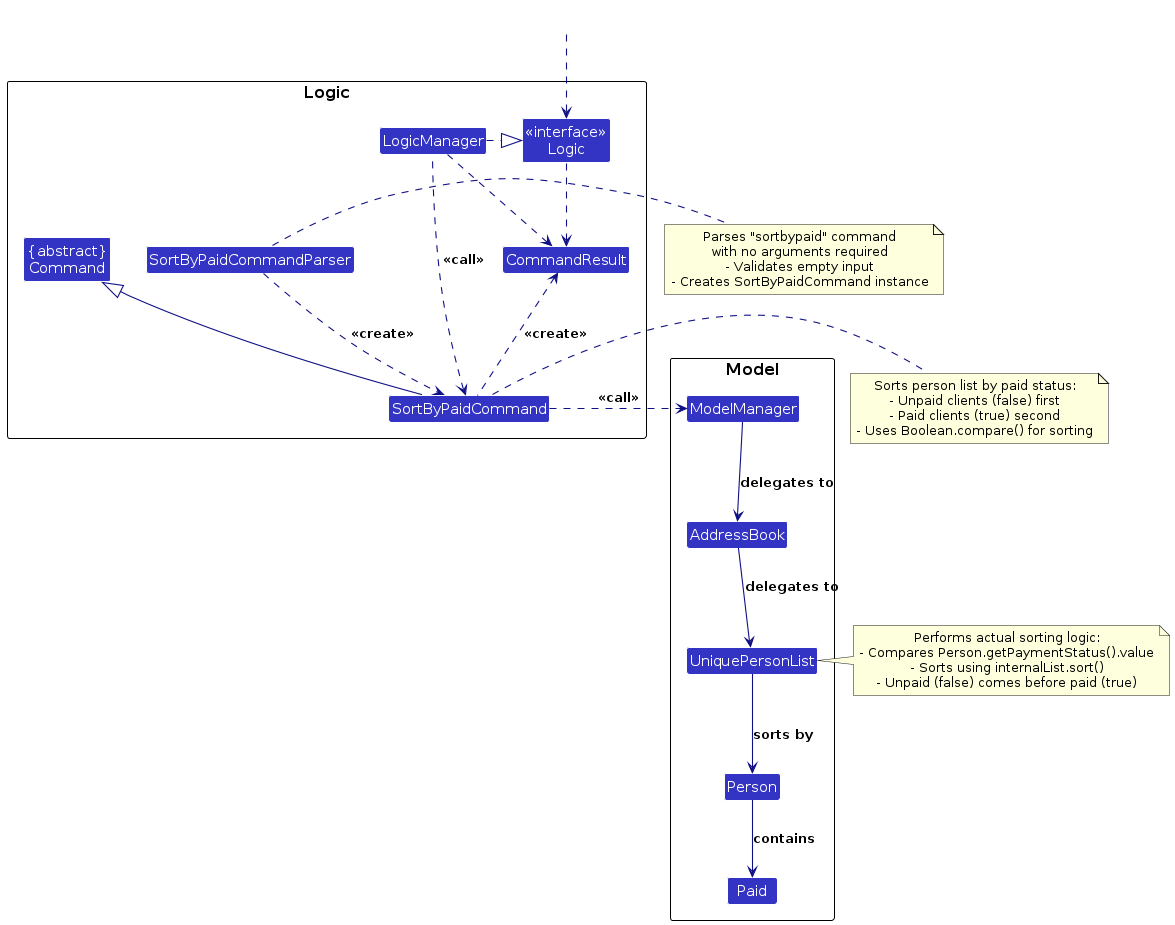 Logic
LogicManager
«interface»
Logic
{abstract}
Command
SortByPaidCommandParser
«call»
CommandResult
Parses "sortbypaid" command
with no arguments required
- Validates empty input
- Creates SortByPaidCommand instance
«create»
«create»
SortByPaidCommand
«call»
Model
ModelManager
Sorts person list by paid status:
- Unpaid clients (false) first
- Paid clients (true) second
- Uses Boolean.compare() for sorting
delegates to
AddressBook
delegates to
UniquePersonList
Performs actual sorting logic:
- Compares Person.getPaymentStatus().value
- Sorts using internalList.sort()
- Unpaid (false) comes before paid (true)
sorts by
Person
contains
Paid